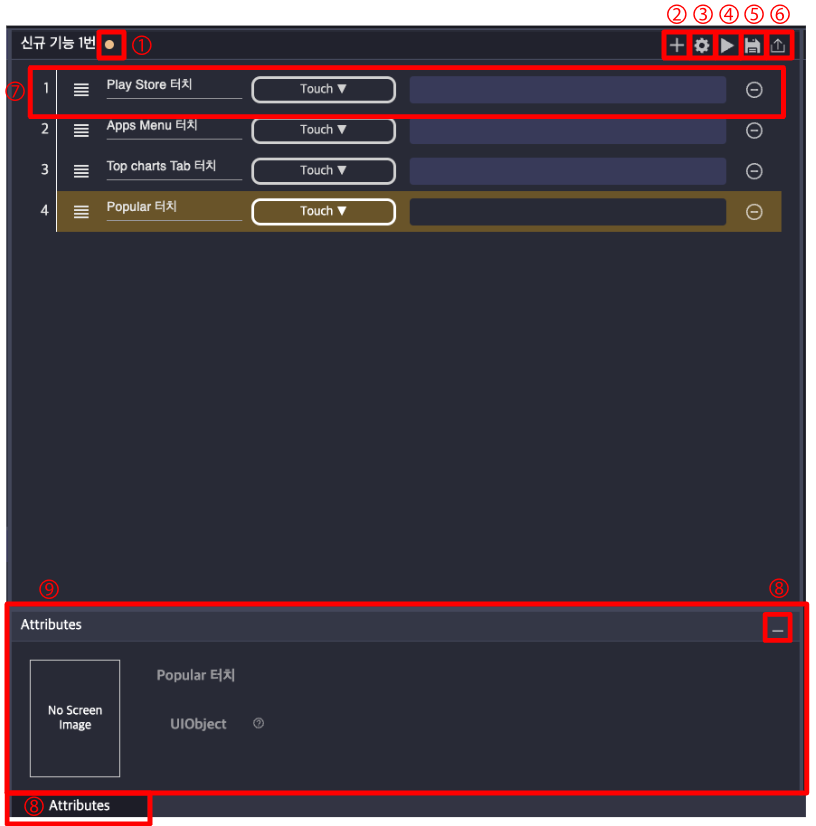 ② ③ ④ ⑤ ⑥
신규 기능 1번 ①
⑦ 1 Play Store 터치 Touch ▼
2 Apps Menu 터치 Touch ▼
3 Top charts Tab 터치 Touch ▼
4 Popular 터치 Touch ▼
⑨ ⑧
Attributes
Popular 터치
No Screen
Image
UIObject ?
⑧ Attributes